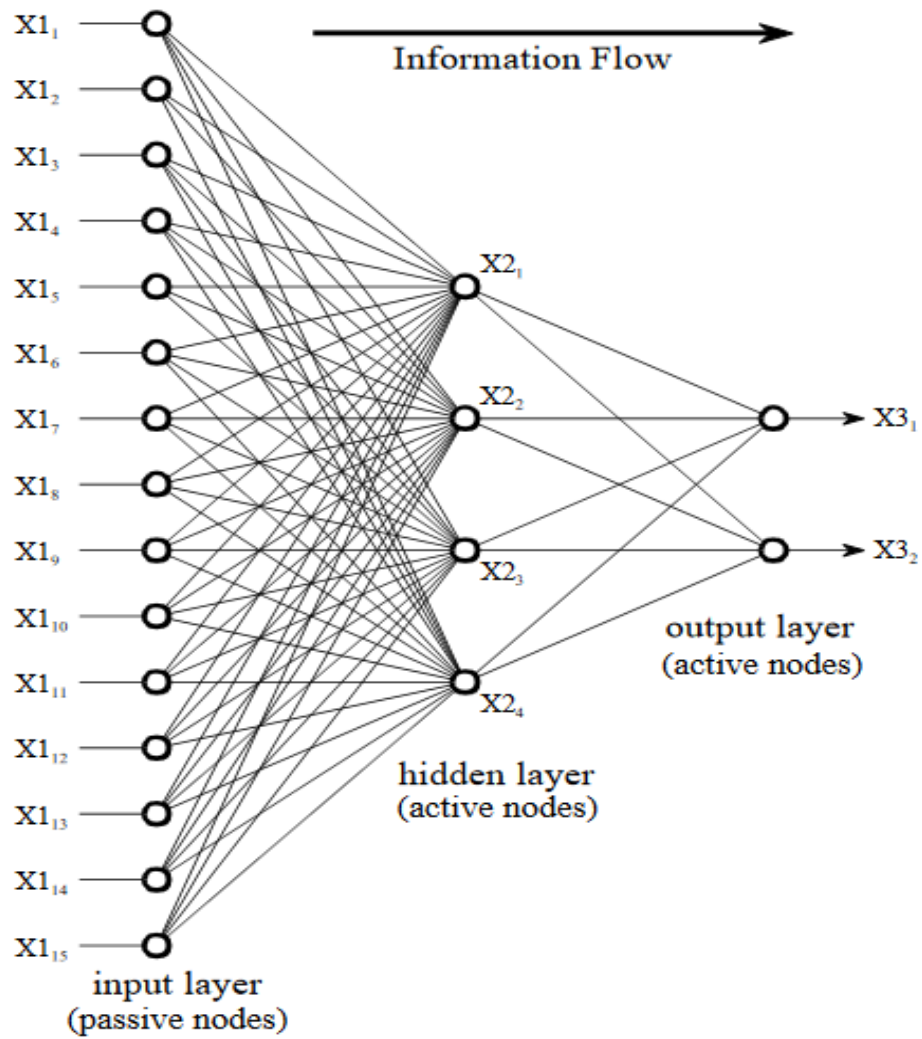 X1₁
Information Flow
X1₂
X1₃
X1₄
X2₁
X1₅
X1₆
X2₂
X1₇
X3₁
X1₈
X1₉
X2₃
X3₂
X1₁₀
output layer
(active nodes)
X1₁₁
X2₄
X1₁₂
hidden layer
(active nodes)
X1₁₃
X1₁₄
X1₁₅
input layer
(passive nodes)